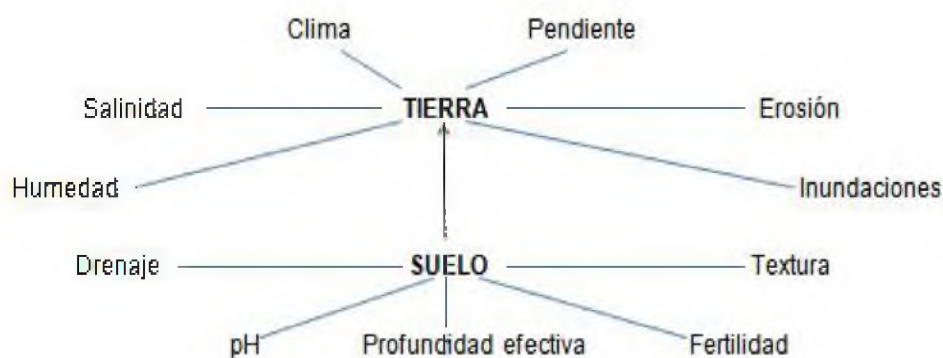 Clima Pendiente
Salinidad TIERRA Erosión
Humedad Inundaciones
Drenaje SUELO Textura
pH Profundidad efectiva Fertilidad